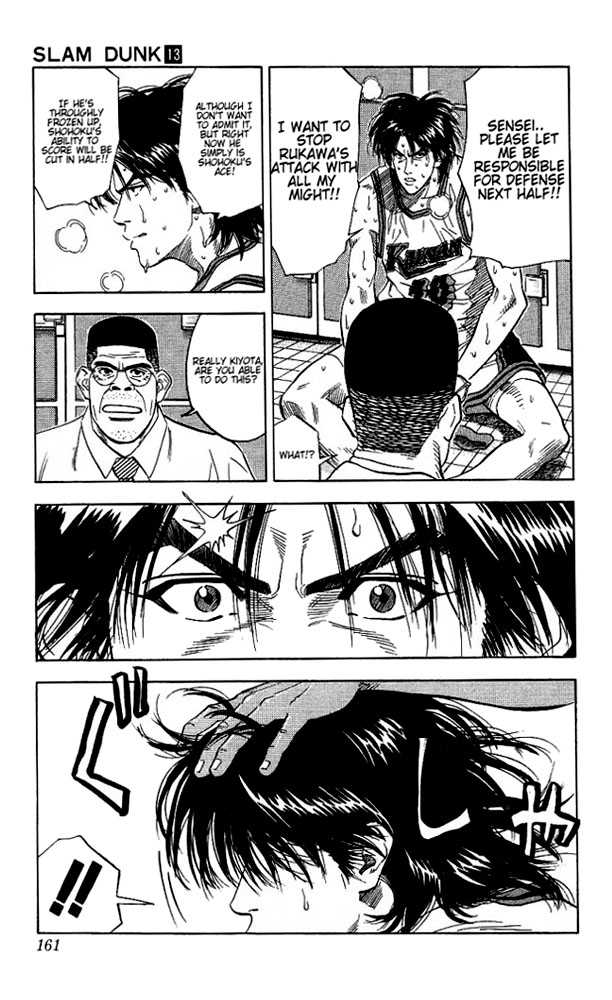 SLAM DUNK 13
SENSEI..
PLEASE LET
ME BE
RESPONSIBLE
FOR DEFENSE
NEXT HALF!!
I WANT TO
STOP
RUKAWA'S
ATTACK WITH
ALL MY
MIGHT!!
WHAT!?
ALTHOUGH I
DON'T WANT
TO ADMIT IT,
BUT RIGHT
NOW HE
SIMPLY IS
SHOHOKU'S
ACE!
IF HE'S
THROUGHLY
FROZEN UP,
SHOHOKU'S
ABILITY TO
SCORE WILL BE
CUT IN HALF!!
REALLY KIYOTA,
ARE YOU ABLE
TO DO THIS?
ぐ
しゃ
!!
161